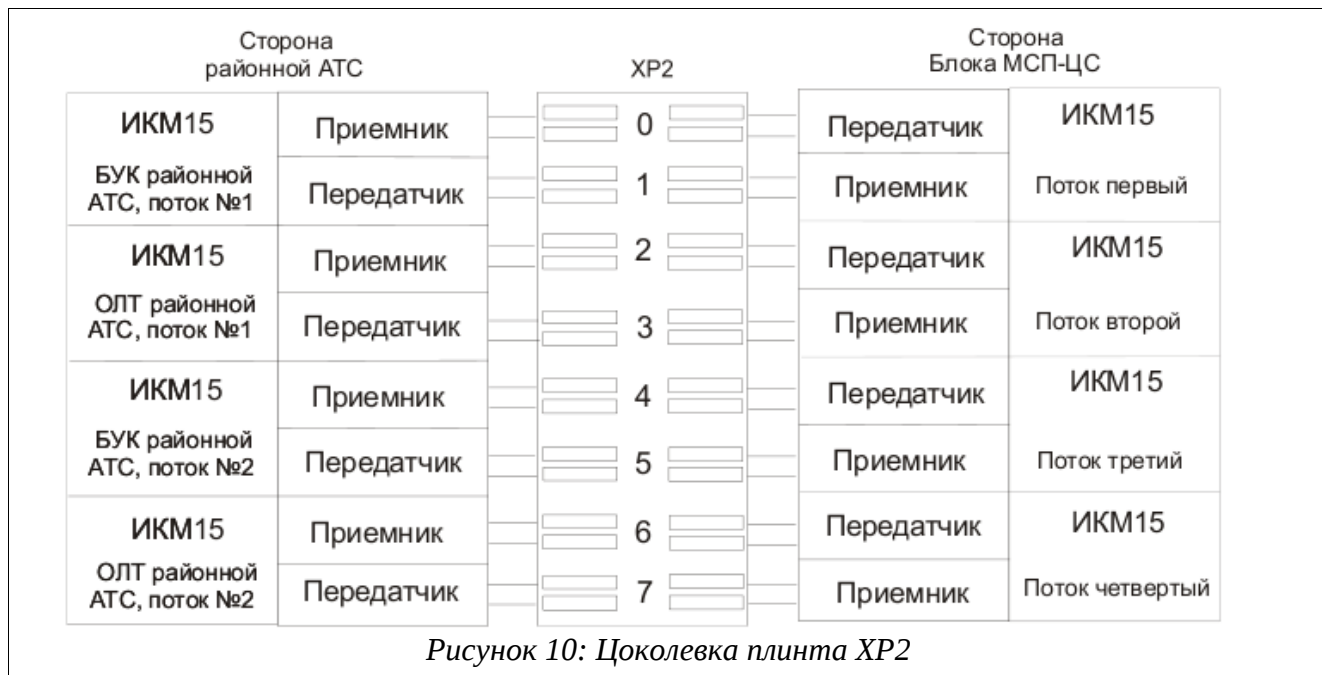 Сторона
районной АТС
XP2
Сторона
Блока МСП-ЦС
ИКМ15
БУК районной
АТС, поток №1
Приемник
0
Передатчик
ИКМ15
Передатчик
1
Приемник
Поток первый
ИКМ15
ОЛТ районной
АТС, поток №1
Приемник
2
Передатчик
ИКМ15
Передатчик
3
Приемник
Поток второй
ИКМ15
БУК районной
АТС, поток №2
Приемник
4
Передатчик
ИКМ15
Передатчик
5
Приемник
Поток третий
ИКМ15
ОЛТ районной
АТС, поток №2
Приемник
6
Передатчик
ИКМ15
Передатчик
7
Приемник
Поток четвертый
Рисунок 10: Цоколевка плинта XP2